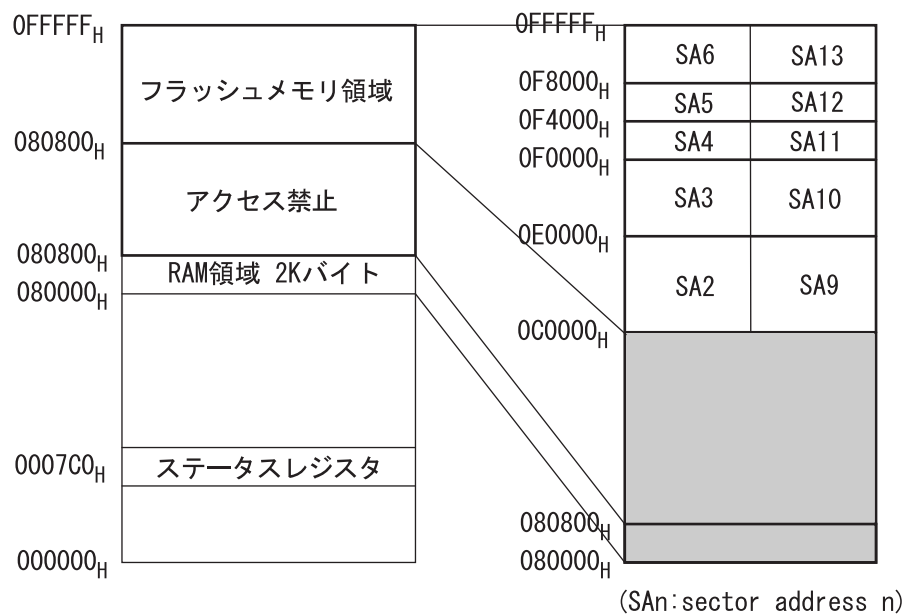 0FFFFFH
フラッシュメモリ領域
080800H
アクセス禁止
080800H
RAM領域 2Kバイト
080000H
0007C0H
ステータスレジスタ
000000H
0FFFFFH
SA6 SA13
0F8000H
SA5 SA12
0F4000H
SA4 SA11
0F0000H
SA3 SA10
0E0000H
SA2 SA9
0C0000H
080800H
080000H
(SAn:sector address n)